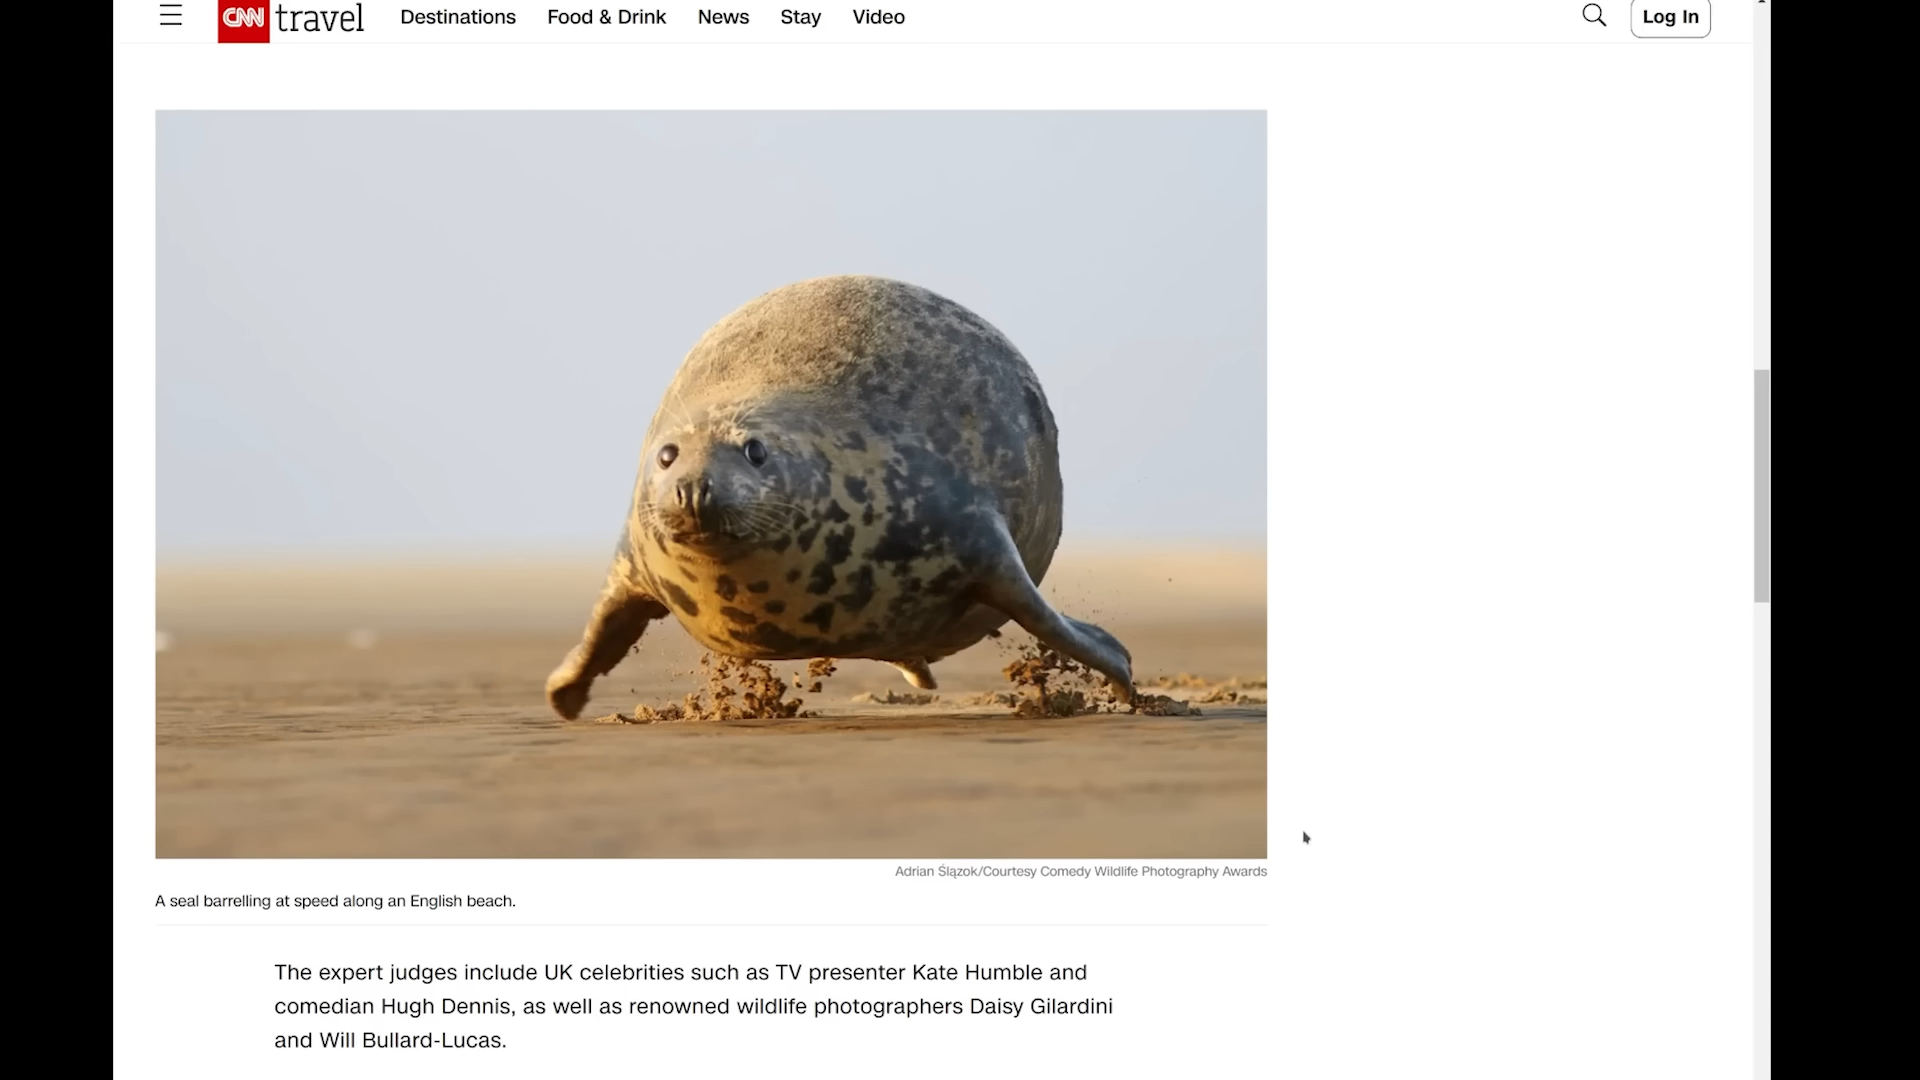 CNN travel Destinations Food & Drink News Stay Video Log In
Adrian Ślązok/Courtesy Comedy Wildlife Photography Awards
A seal barrelling at speed along an English beach.
The expert judges include UK celebrities such as TV presenter Kate Humble and
comedian Hugh Dennis, as well as renowned wildlife photographers Daisy Gilardini
and Will Bullard-Lucas.